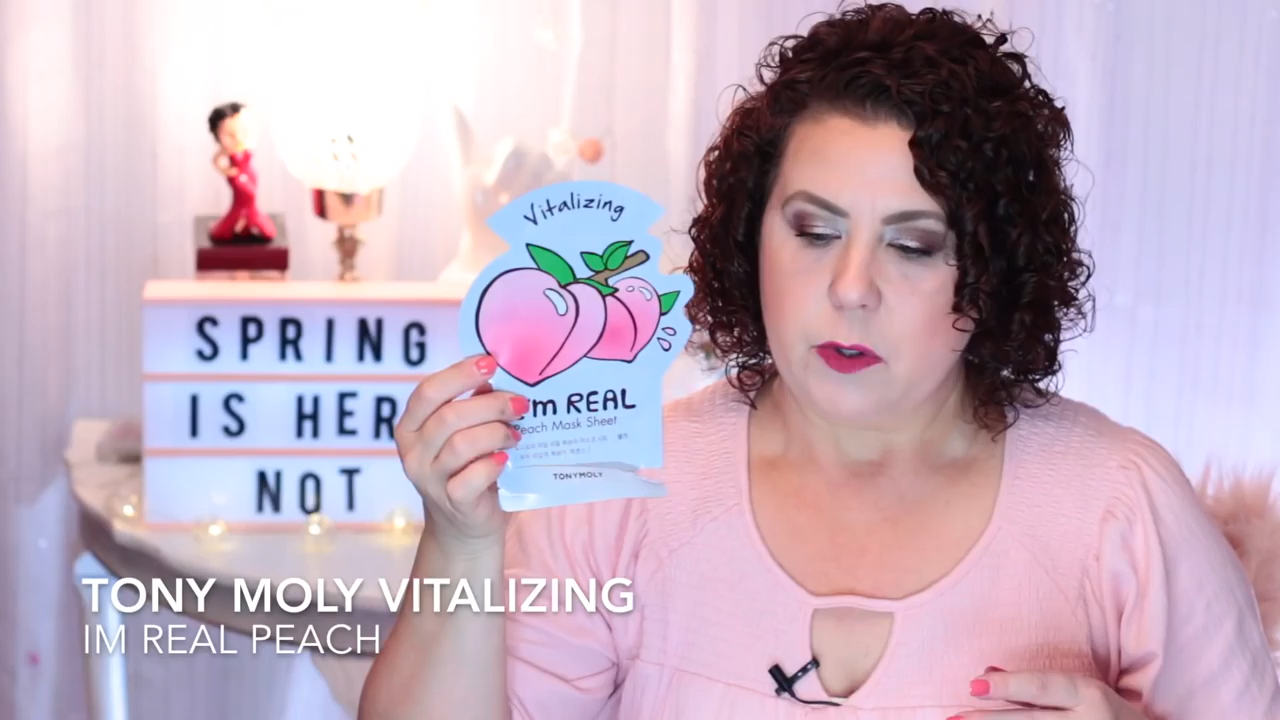 Vitalizing
I'm REAL
Peach Mask Sheet
TONYMOLY
SPRING
IS HER
NOT
TONY MOLY VITALIZING
IM REAL PEACH